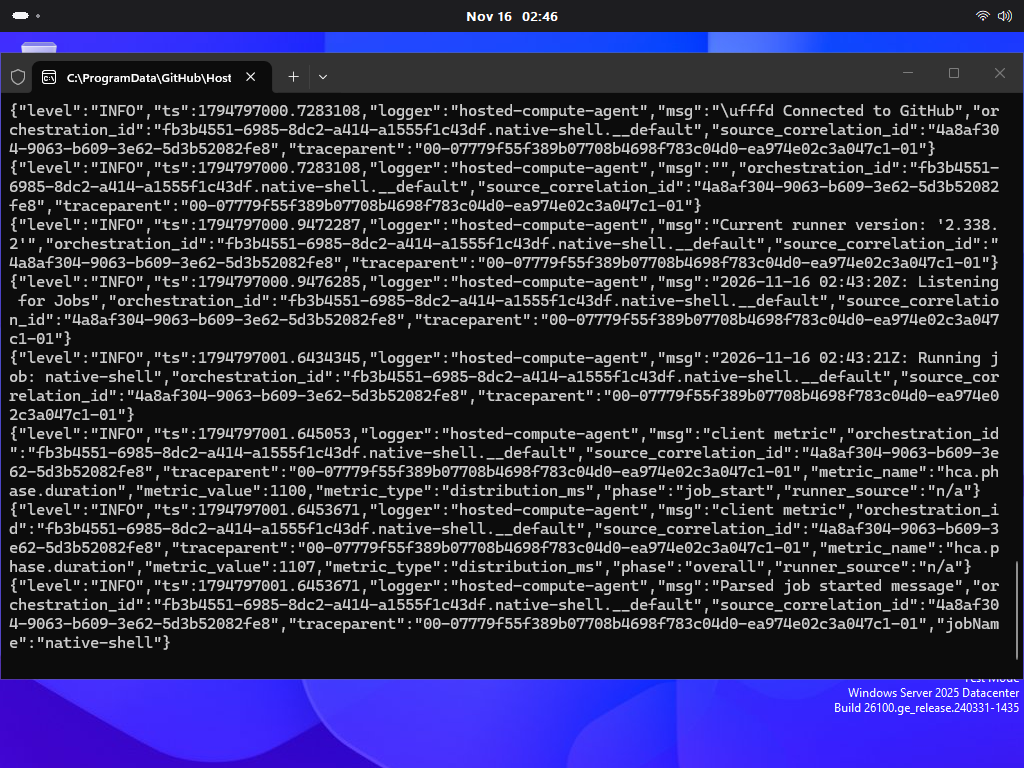 Nov 16 02:46
C:\ProgramData\GitHub\Host
{"level":"INFO","ts":1794797000.7283108,"logger":"hosted-compute-agent","msg":"\ufffd Connected to GitHub","or
chestration_id":"fb3b4551-6985-8dc2-a414-a1555f1c43df.native-shell.__default","source_correlation_id":"4a8af30
4-9063-b609-3e62-5d3b52082fe8","traceparent":"00-07779f55f389b07708b4698f783c04d0-ea974e02c3a047c1-01"}
{"level":"INFO","ts":1794797000.7283108,"logger":"hosted-compute-agent","msg":"","orchestration_id":"fb3b4551-
6985-8dc2-a414-a1555f1c43df.native-shell.__default","source_correlation_id":"4a8af304-9063-b609-3e62-5d3b52082
fe8","traceparent":"00-07779f55f389b07708b4698f783c04d0-ea974e02c3a047c1-01"}
{"level":"INFO","ts":1794797000.9472287,"logger":"hosted-compute-agent","msg":"Current runner version: '2.338.
2'","orchestration_id":"fb3b4551-6985-8dc2-a414-a1555f1c43df.native-shell.__default","source_correlation_id":"
4a8af304-9063-b609-3e62-5d3b52082fe8","traceparent":"00-07779f55f389b07708b4698f783c04d0-ea974e02c3a047c1-01"}
{"level":"INFO","ts":1794797000.9476285,"logger":"hosted-compute-agent","msg":"2026-11-16 02:43:20Z: Listening
 for Jobs","orchestration_id":"fb3b4551-6985-8dc2-a414-a1555f1c43df.native-shell.__default","source_correlatio
n_id":"4a8af304-9063-b609-3e62-5d3b52082fe8","traceparent":"00-07779f55f389b07708b4698f783c04d0-ea974e02c3a047
c1-01"}
{"level":"INFO","ts":1794797001.6434345,"logger":"hosted-compute-agent","msg":"2026-11-16 02:43:21Z: Running j
ob: native-shell","orchestration_id":"fb3b4551-6985-8dc2-a414-a1555f1c43df.native-shell.__default","source_cor
relation_id":"4a8af304-9063-b609-3e62-5d3b52082fe8","traceparent":"00-07779f55f389b07708b4698f783c04d0-ea974e0
2c3a047c1-01"}
{"level":"INFO","ts":1794797001.645053,"logger":"hosted-compute-agent","msg":"client metric","orchestration_id
":"fb3b4551-6985-8dc2-a414-a1555f1c43df.native-shell.__default","source_correlation_id":"4a8af304-9063-b609-3e
62-5d3b52082fe8","traceparent":"00-07779f55f389b07708b4698f783c04d0-ea974e02c3a047c1-01","metric_name":"hca.ph
ase.duration","metric_value":1100,"metric_type":"distribution_ms","phase":"job_start","runner_source":"n/a"}
{"level":"INFO","ts":1794797001.6453671,"logger":"hosted-compute-agent","msg":"client metric","orchestration_i
d":"fb3b4551-6985-8dc2-a414-a1555f1c43df.native-shell.__default","source_correlation_id":"4a8af304-9063-b609-3
e62-5d3b52082fe8","traceparent":"00-07779f55f389b07708b4698f783c04d0-ea974e02c3a047c1-01","metric_name":"hca.p
hase.duration","metric_value":1107,"metric_type":"distribution_ms","phase":"overall","runner_source":"n/a"}
{"level":"INFO","ts":1794797001.6453671,"logger":"hosted-compute-agent","msg":"Parsed job started message","or
chestration_id":"fb3b4551-6985-8dc2-a414-a1555f1c43df.native-shell.__default","source_correlation_id":"4a8af30
4-9063-b609-3e62-5d3b52082fe8","traceparent":"00-07779f55f389b07708b4698f783c04d0-ea974e02c3a047c1-01","jobNam
e":"native-shell"}
Test Mode
Windows Server 2025 Datacenter
Build 26100.ge_release.240331-1435